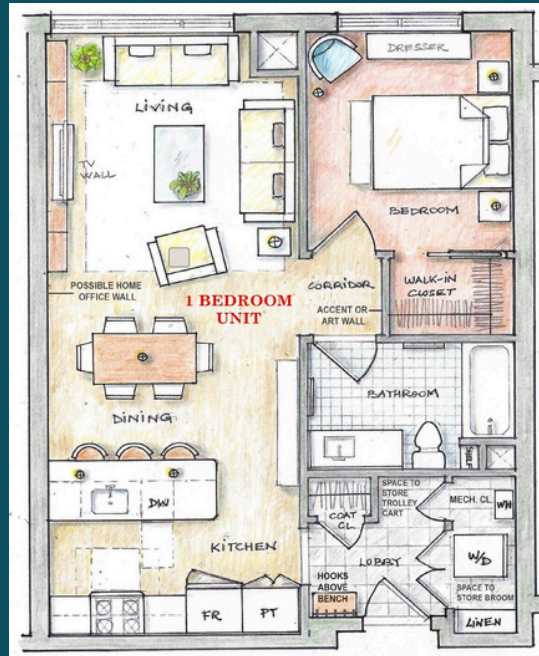 DRESSER
LIVING
TV
WALL
BEDROOM
POSSIBLE HOME
OFFICE WALL
1 BEDROOM
UNIT
CORRIDOR
ACCENT OR
ART WALL
WALK-IN
CLOSET
BATHROOM
DINING
SHELF
DW
COAT
CL.
SPACE TO
STORE
TROLLEY
CART
MECH. CL.
WH
KITCHEN
LOBBY
W/D
HOOKS
ABOVE
BENCH
SPACE TO
STORE BROOM
FR
PT
LINEN